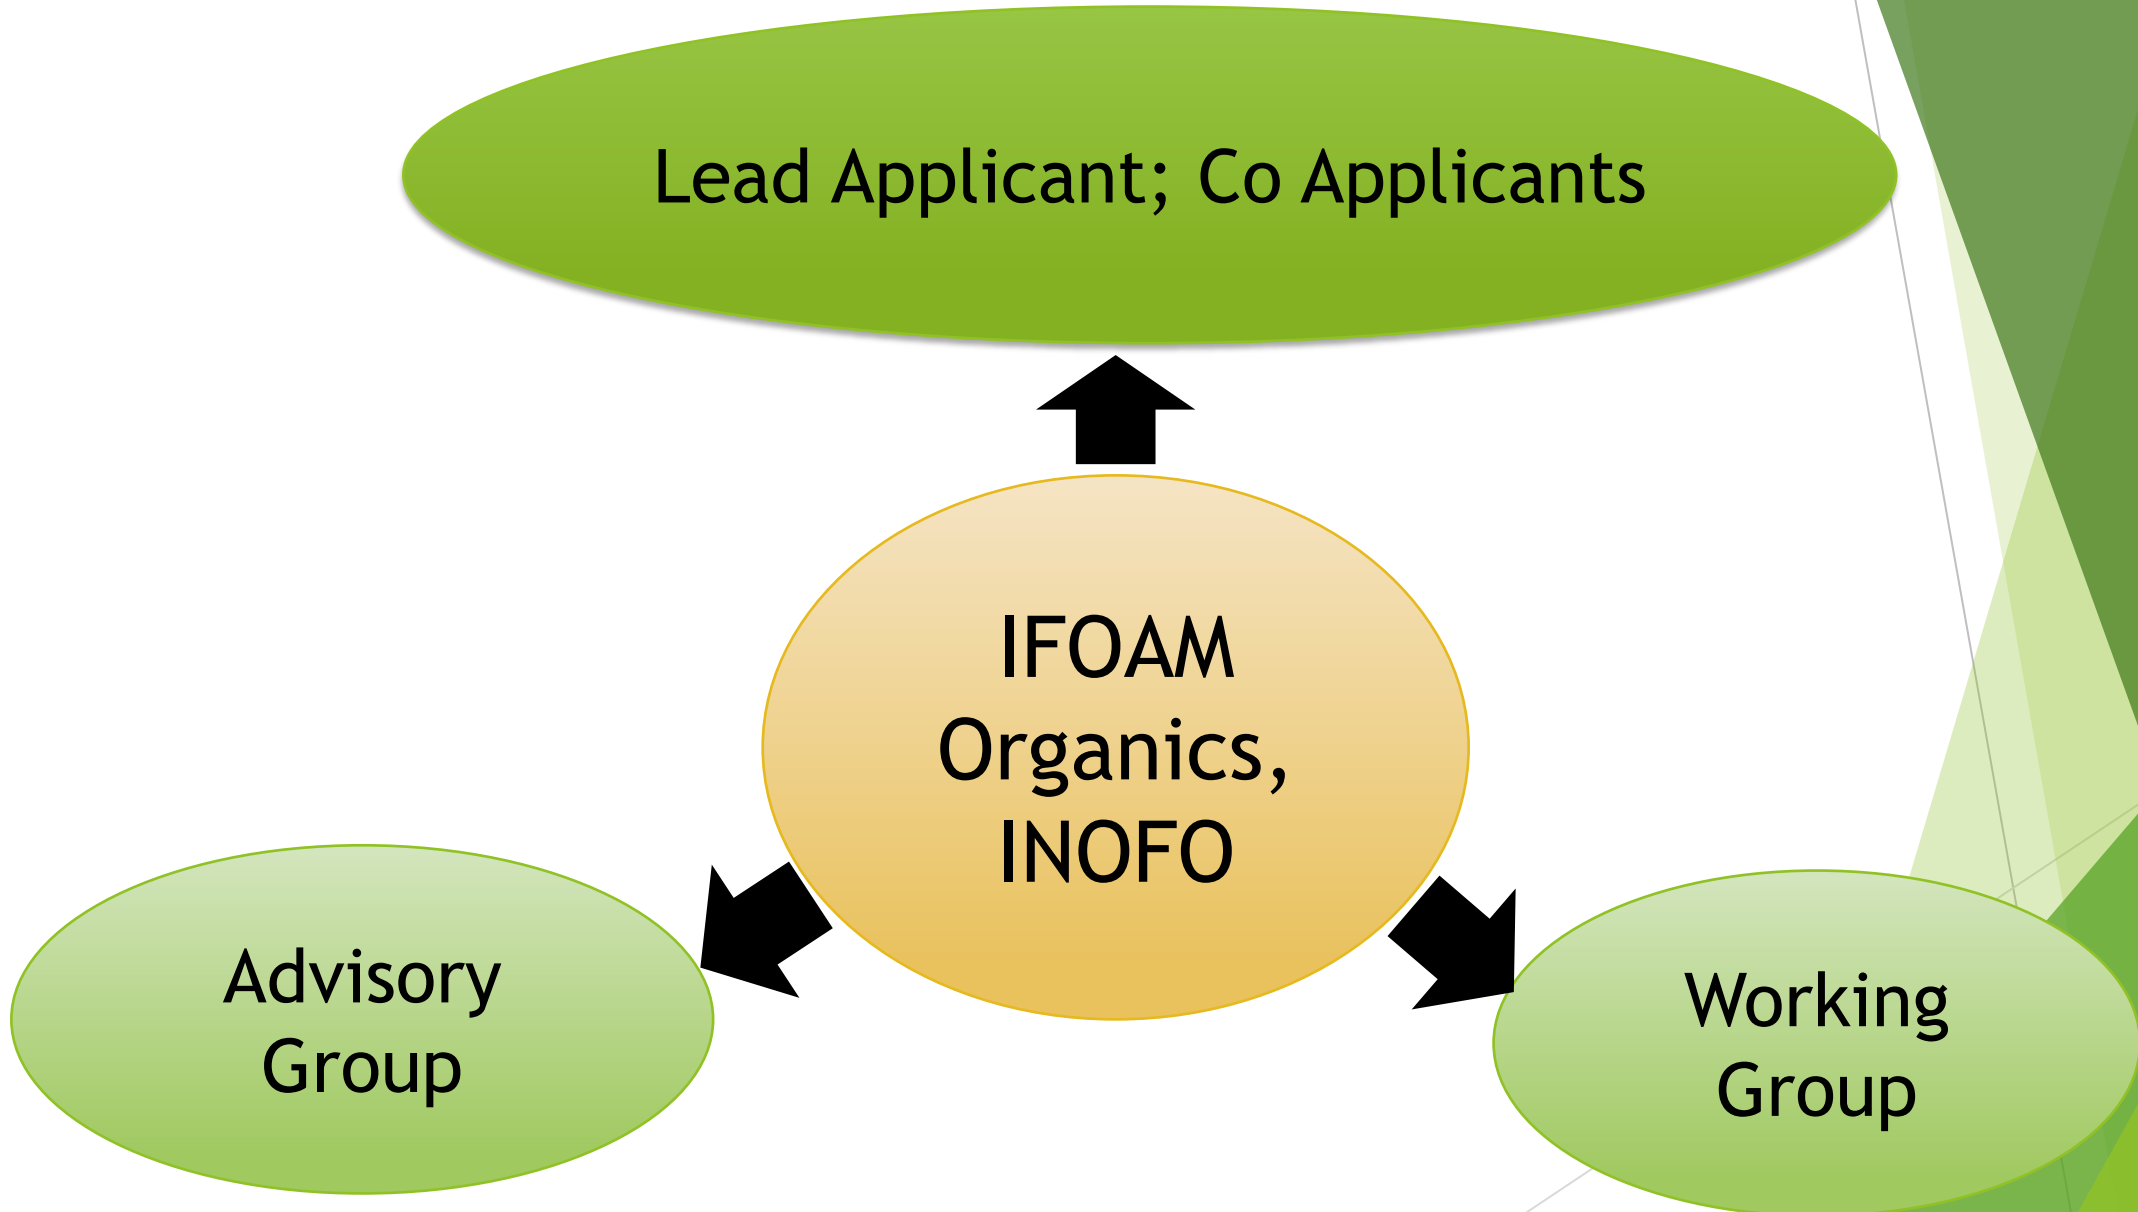 Lead Applicant; Co Applicants
IFOAM
Organics,
INOFO
Advisory
Group
Working
Group